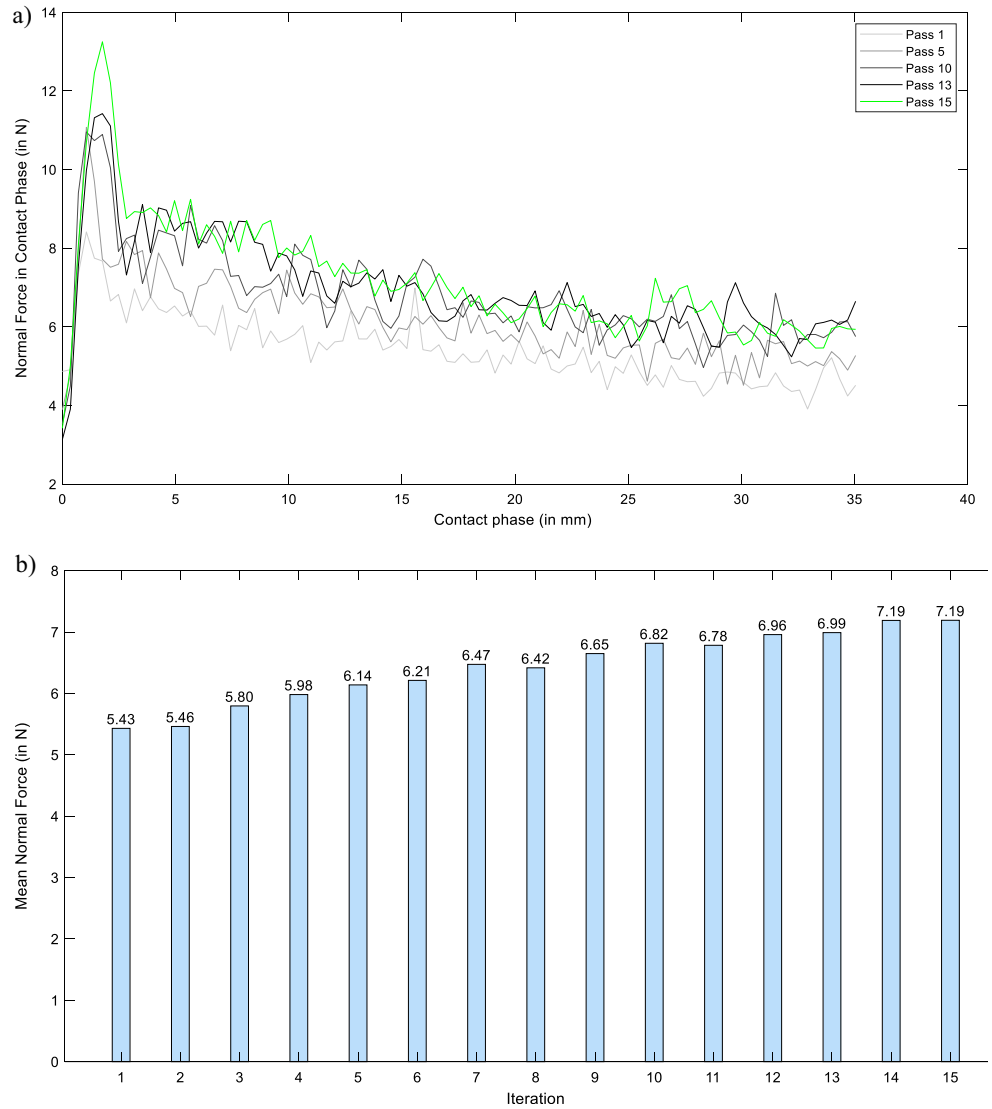 a)
14
12
10
8
6
4
2
Normal Force in Contact Phase (in N)
Pass 1
Pass 5
Pass 10
Pass 13
Pass 15
0 5 10 15 20 25 30 35 40
Contact phase (in mm)
b)
8
7
6
5
4
3
2
1
0
Mean Normal Force (in N)
5.43 5.46 5.80 5.98 6.14 6.21 6.47 6.42 6.65 6.82 6.78 6.96 6.99 7.19 7.19
1 2 3 4 5 6 7 8 9 10 11 12 13 14 15
Iteration